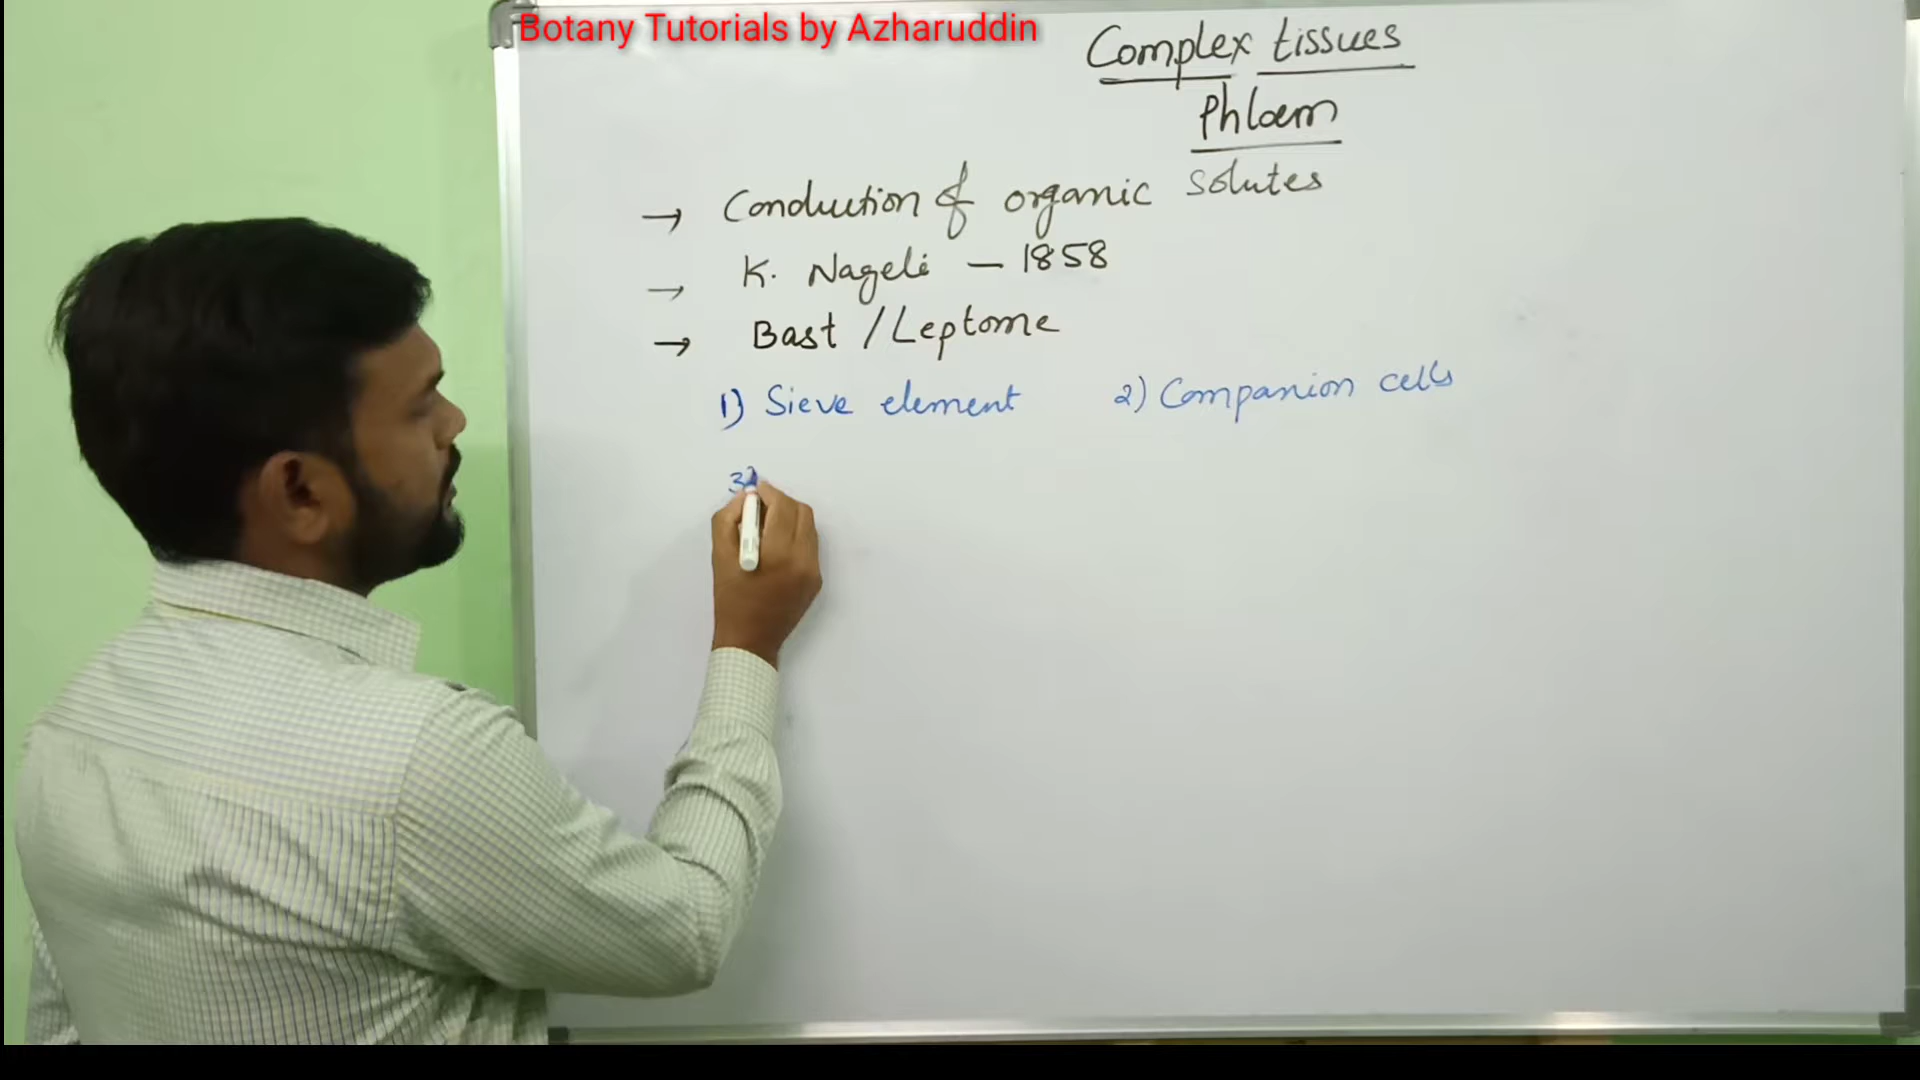 Botany Tutorials by Azharuddin
Complex tissues
Phloem
→ Conduction of organic solutes
→ K. Nageli – 1858
→ Bast / Leptome
1) Sieve element 2) Companion cells
3)